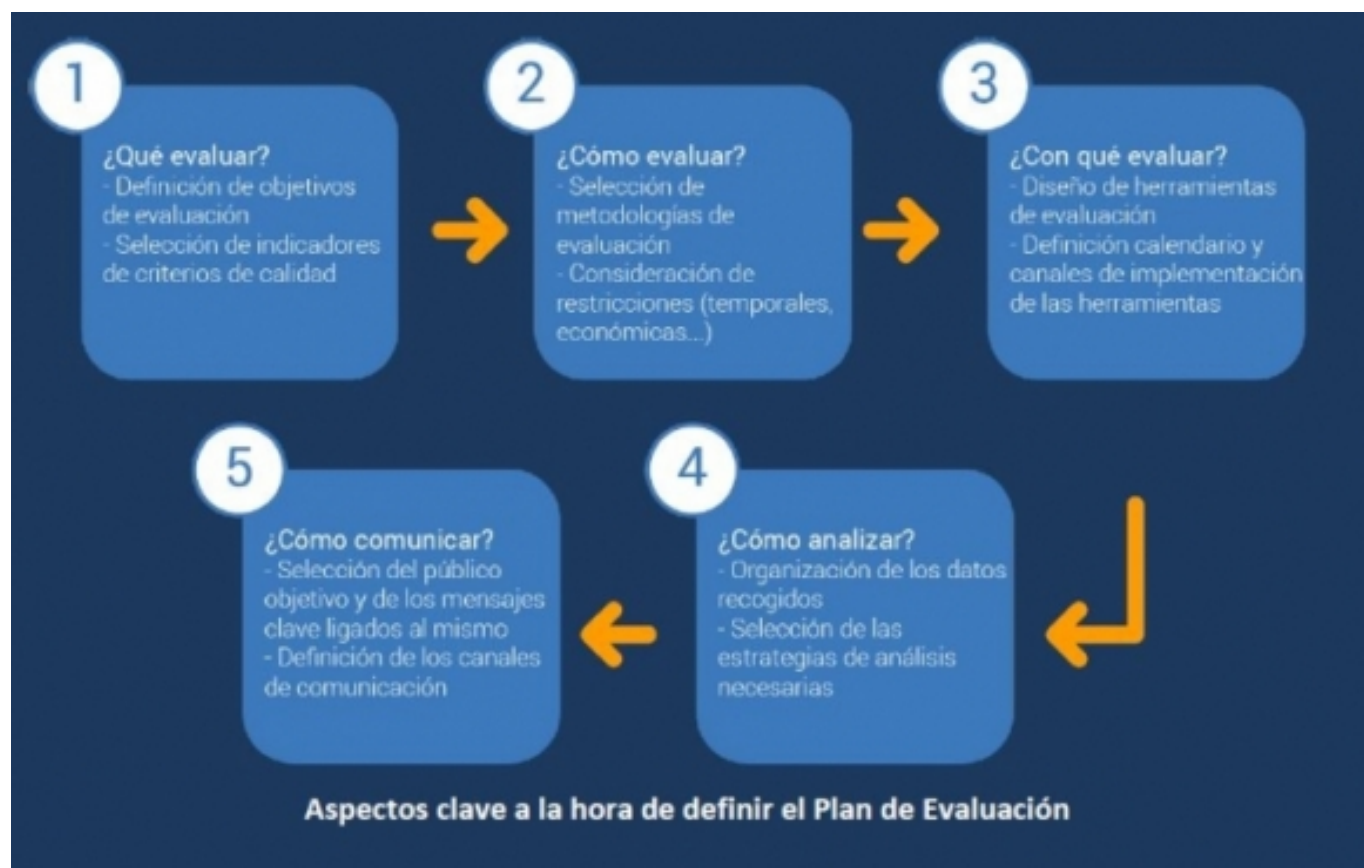 1
¿Qué evaluar?
- Definición de objetivos
de evaluación
- Selección de indicadores
de criterios de calidad
2
¿Cómo evaluar?
- Selección de
metodologías de
evaluación
- Consideración de
restricciones (temporales,
económicas...)
3
¿Con qué evaluar?
- Diseño de herramientas
de evaluación
- Definición calendario y
canales de implementación
de las herramientas
4
¿Cómo analizar?
- Organización de los datos
recogidos
- Selección de las
estrategias de análisis
necesarias
5
¿Cómo comunicar?
- Selección del público
objetivo y de los mensajes
clave ligados al mismo
- Definición de los canales
de comunicación
Aspectos clave a la hora de definir el Plan de Evaluación